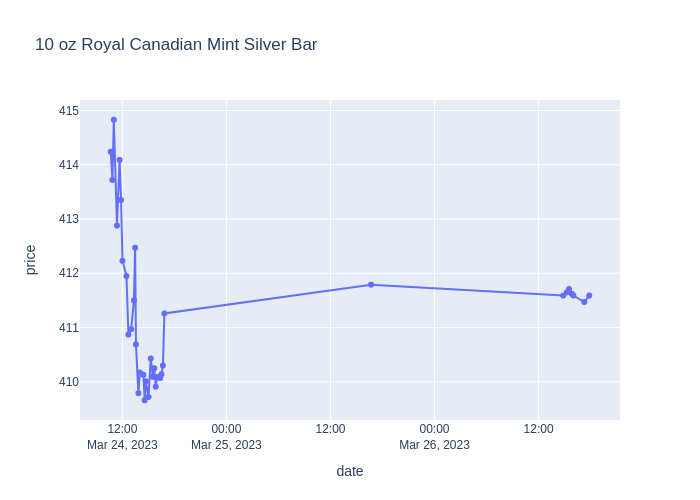 10 oz Royal Canadian Mint Silver Bar
415
414
413
412
411
410
price
12:00 00:00 12:00 00:00 12:00
Mar 24, 2023 Mar 25, 2023 Mar 26, 2023
date